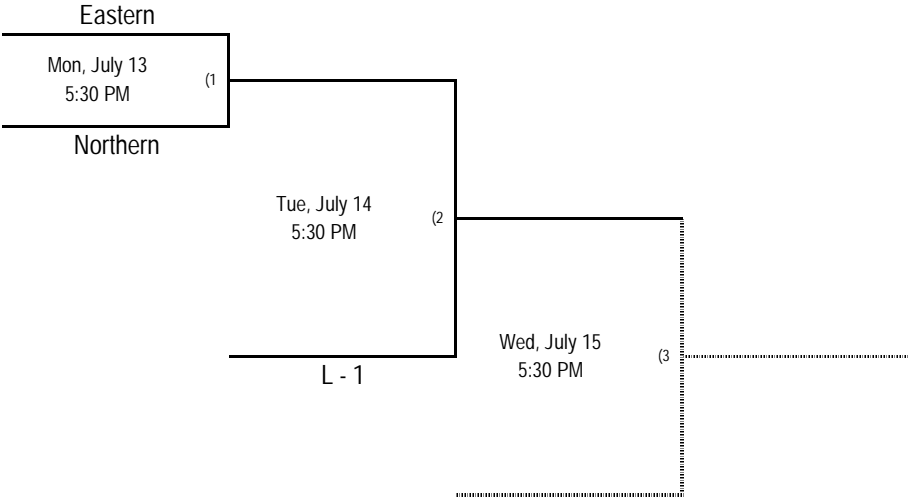 Eastern
Mon, July 13
5:30 PM
(1
Northern
Tue, July 14
5:30 PM
(2
L - 1
Wed, July 15
5:30 PM
(3